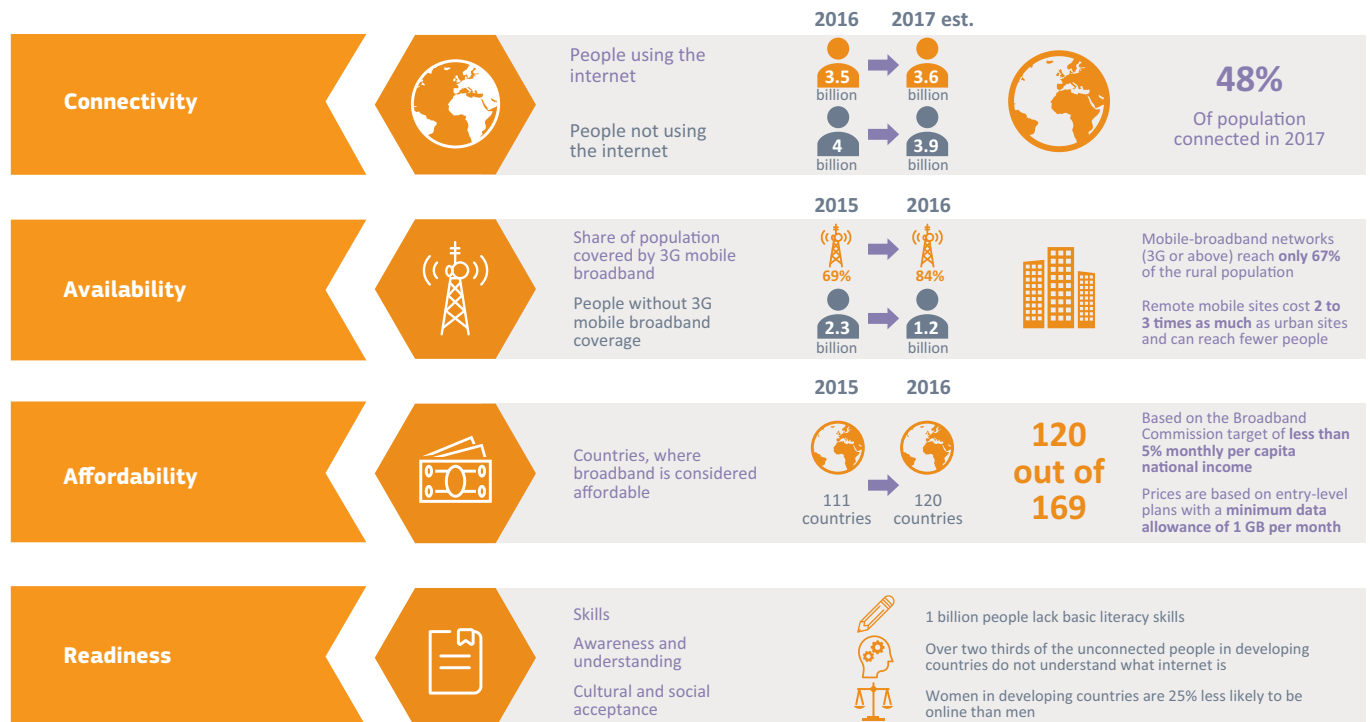 2016
2017 est.
Connectivity
People using the
internet
3.5
billion
3.6
billion
People not using
the internet
4
billion
3.9
billion
48%
Of population
connected in 2017
2015
2016
Availability
Share of population
covered by 3G mobile
broadband
69%
84%
People without 3G
mobile broadband
coverage
2.3
billion
1.2
billion
Mobile-broadband networks
(3G or above) reach only 67%
of the rural population
Remote mobile sites cost 2 to
3 times as much as urban sites
and can reach fewer people
2015
2016
Affordability
Countries, where
broadband is considered
affordable
111
countries
120
countries
120
out of
169
Based on the Broadband
Commission target of less than
5% monthly per capita
national income
Prices are based on entry-level
plans with a minimum data
allowance of 1 GB per month
Readiness
Skills
Awareness and
understanding
Cultural and social
acceptance
1 billion people lack basic literacy skills
Over two thirds of the unconnected people in developing
countries do not understand what internet is
Women in developing countries are 25% less likely to be
online than men